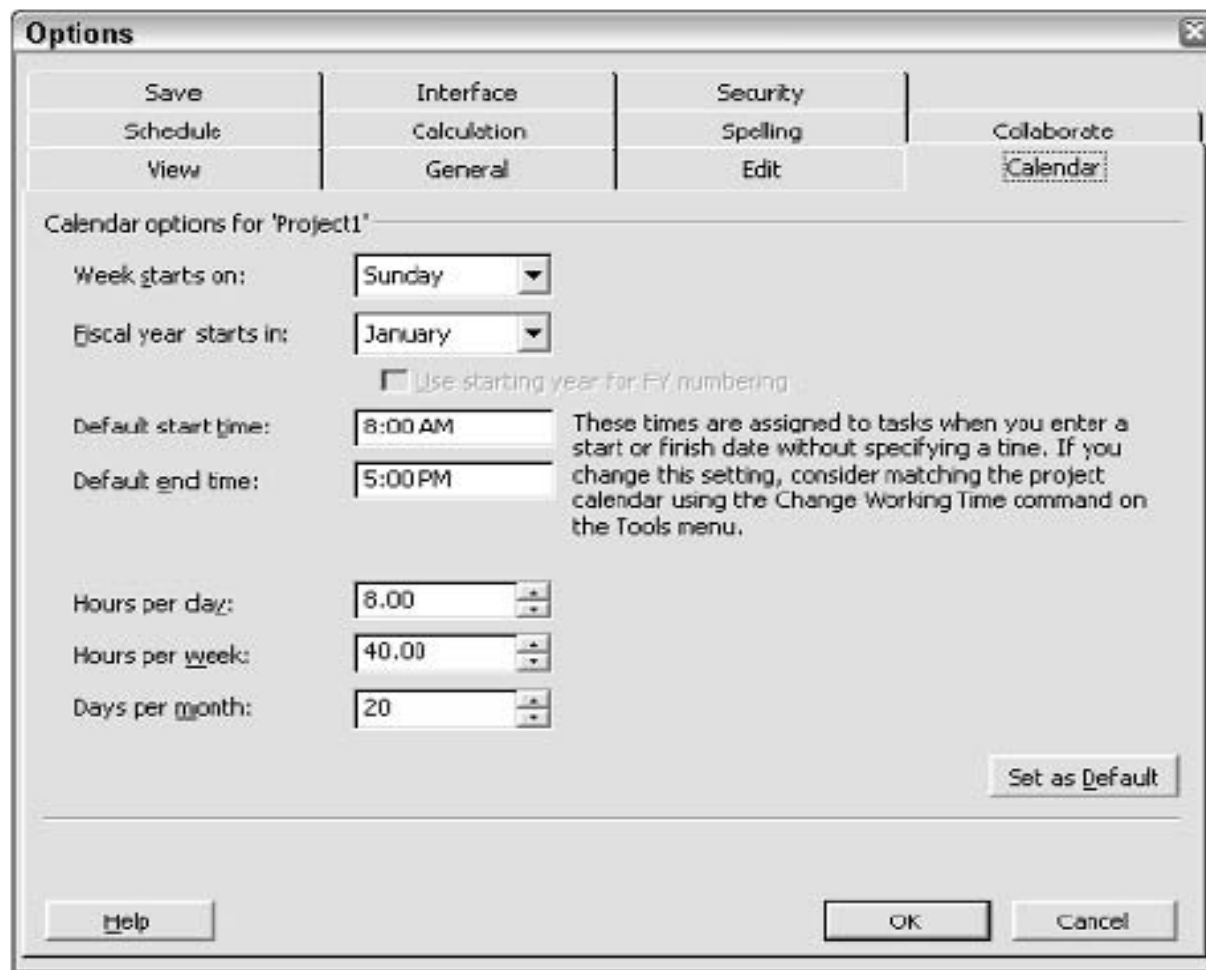 Options
Save Interface Security
Schedule Calculation Spelling Collaborate
View General Edit Calendar
Calendar options for 'Project1'
Week starts on: Sunday
Fiscal year starts in: January
Use starting year for FY numbering
Default start time: 8:00 AM
Default end time: 5:00 PM
These times are assigned to tasks when you enter a
start or finish date without specifying a time. If you
change this setting, consider matching the project
calendar using the Change Working Time command on
the Tools menu.
Hours per day: 8.00
Hours per week: 40.00
Days per month: 20
Set as Default
Help OK Cancel